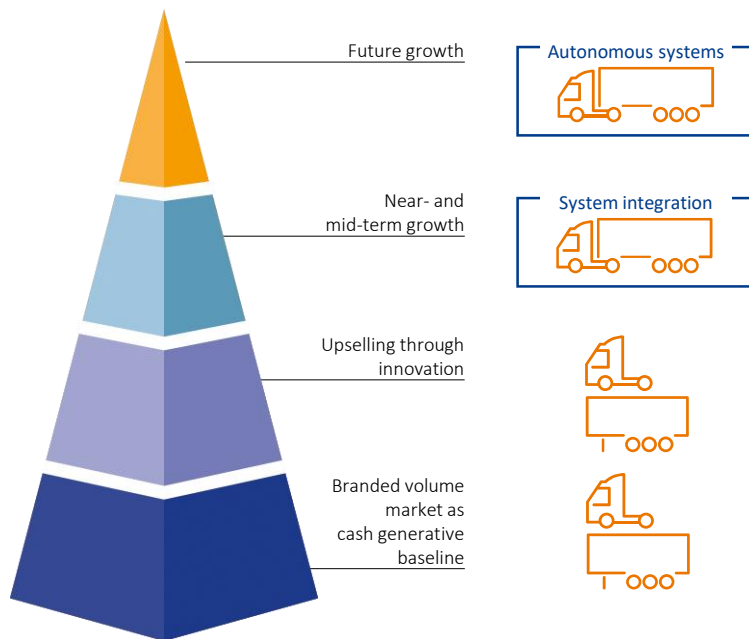 Future growth
Autonomous systems
Near- and
mid-term growth
System integration
Upselling through
innovation
Branded volume
market as
cash generative
baseline